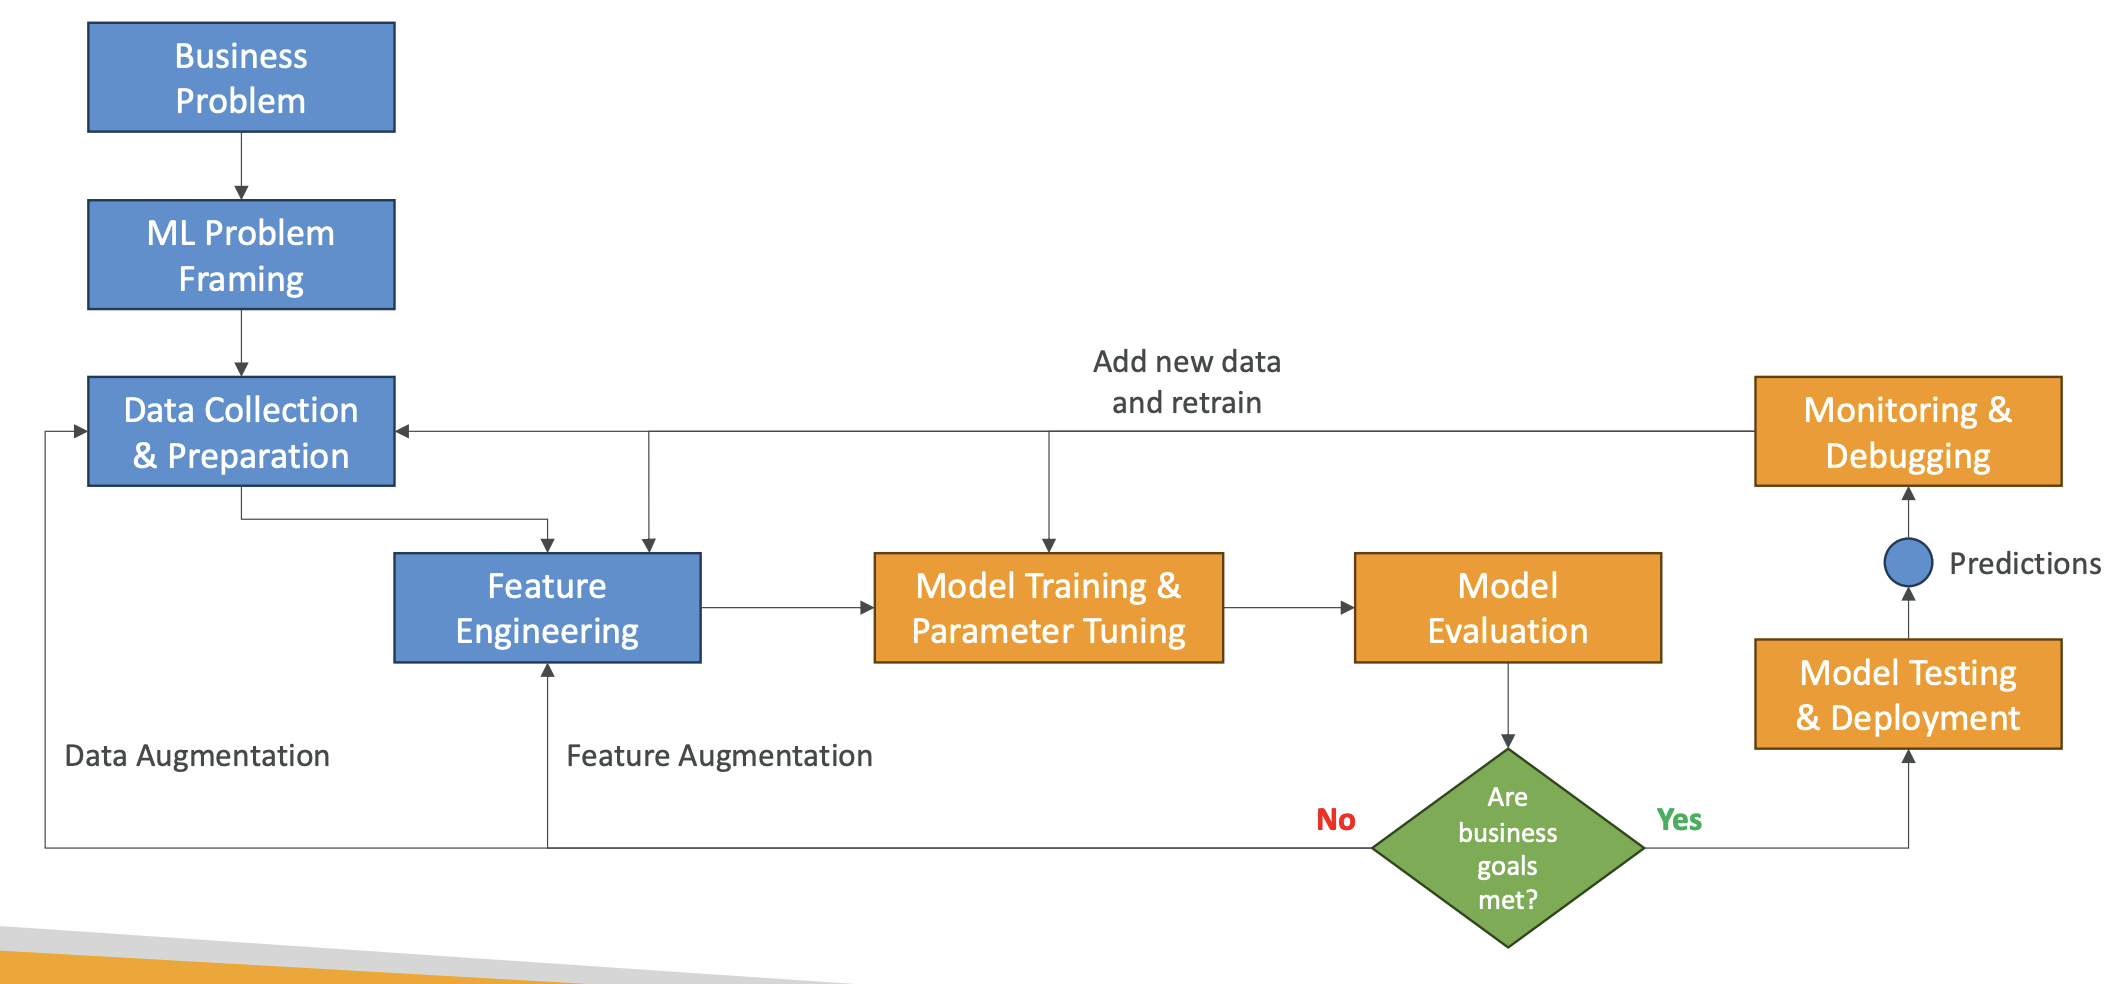 Business
Problem
ML Problem
Framing
Data Collection
& Preparation
Add new data
and retrain
Monitoring &
Debugging
Predictions
Feature
Engineering
Model Training &
Parameter Tuning
Model
Evaluation
Model Testing
& Deployment
Data Augmentation
Feature Augmentation
No
Are
business
goals
met?
Yes